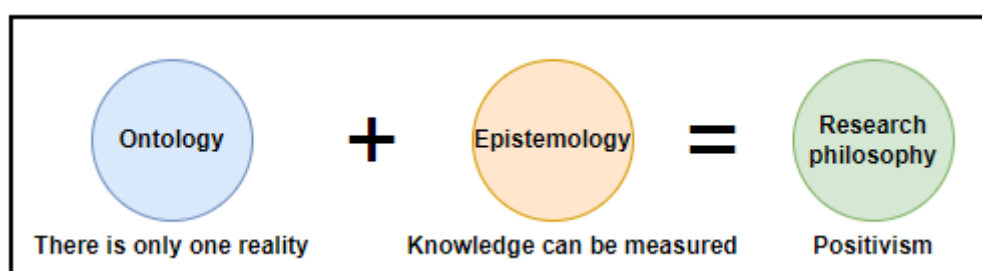 Ontology
+
Epistemology
=
Research
philosophy
There is only one reality
Knowledge can be measured
Positivism